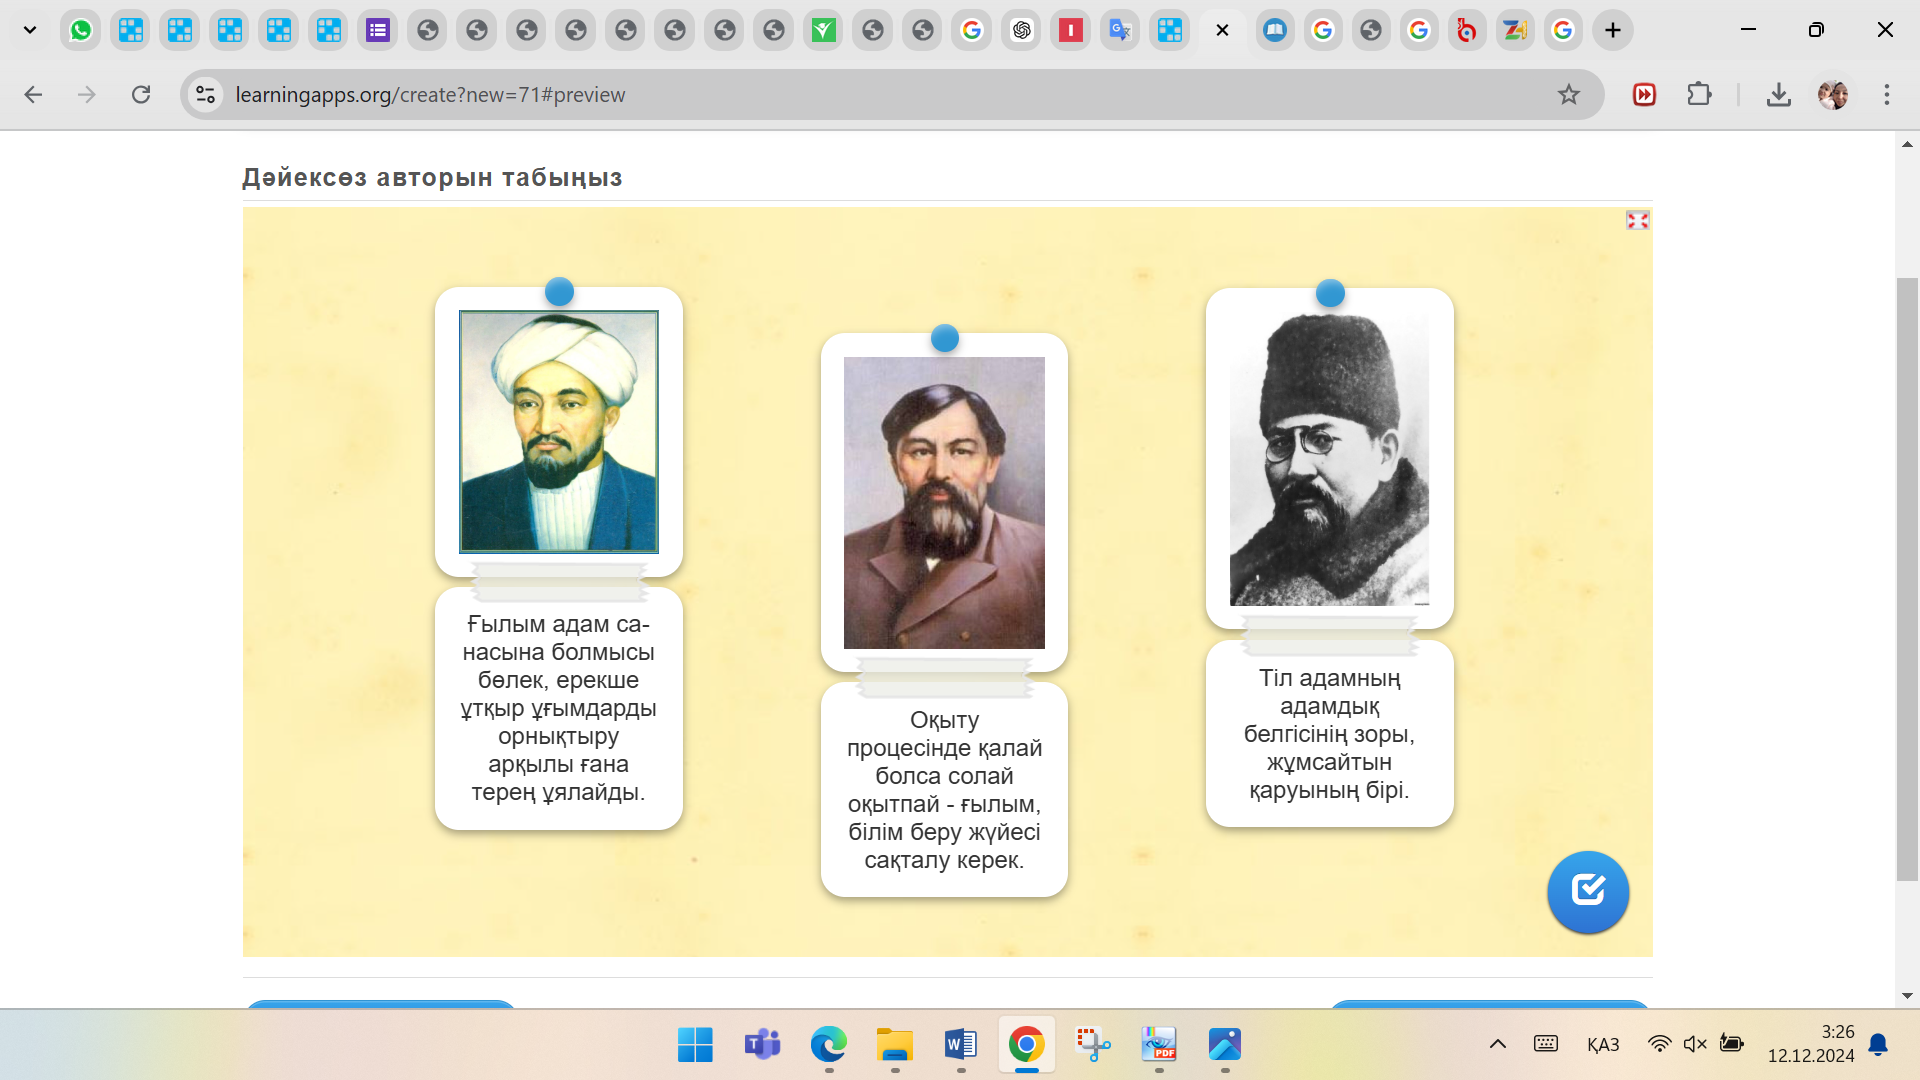 learningapps.org/create?new=71#preview
Дәйексөз авторын табыңыз
Ғылым адам са-
насына болмысы
бөлек, ерекше
ұтқыр ұғымдарды
орнықтыру
арқылы ғана
терең ұялайды.
Оқыту
процесінде қалай
болса солай
оқытпай - ғылым,
білім беру жүйесі
сақталу керек.
Тіл адамның
адамдық
белгісінің зоры,
жұмсайтын
қаруының бірі.
ҚАЗ
3:26
12.12.2024